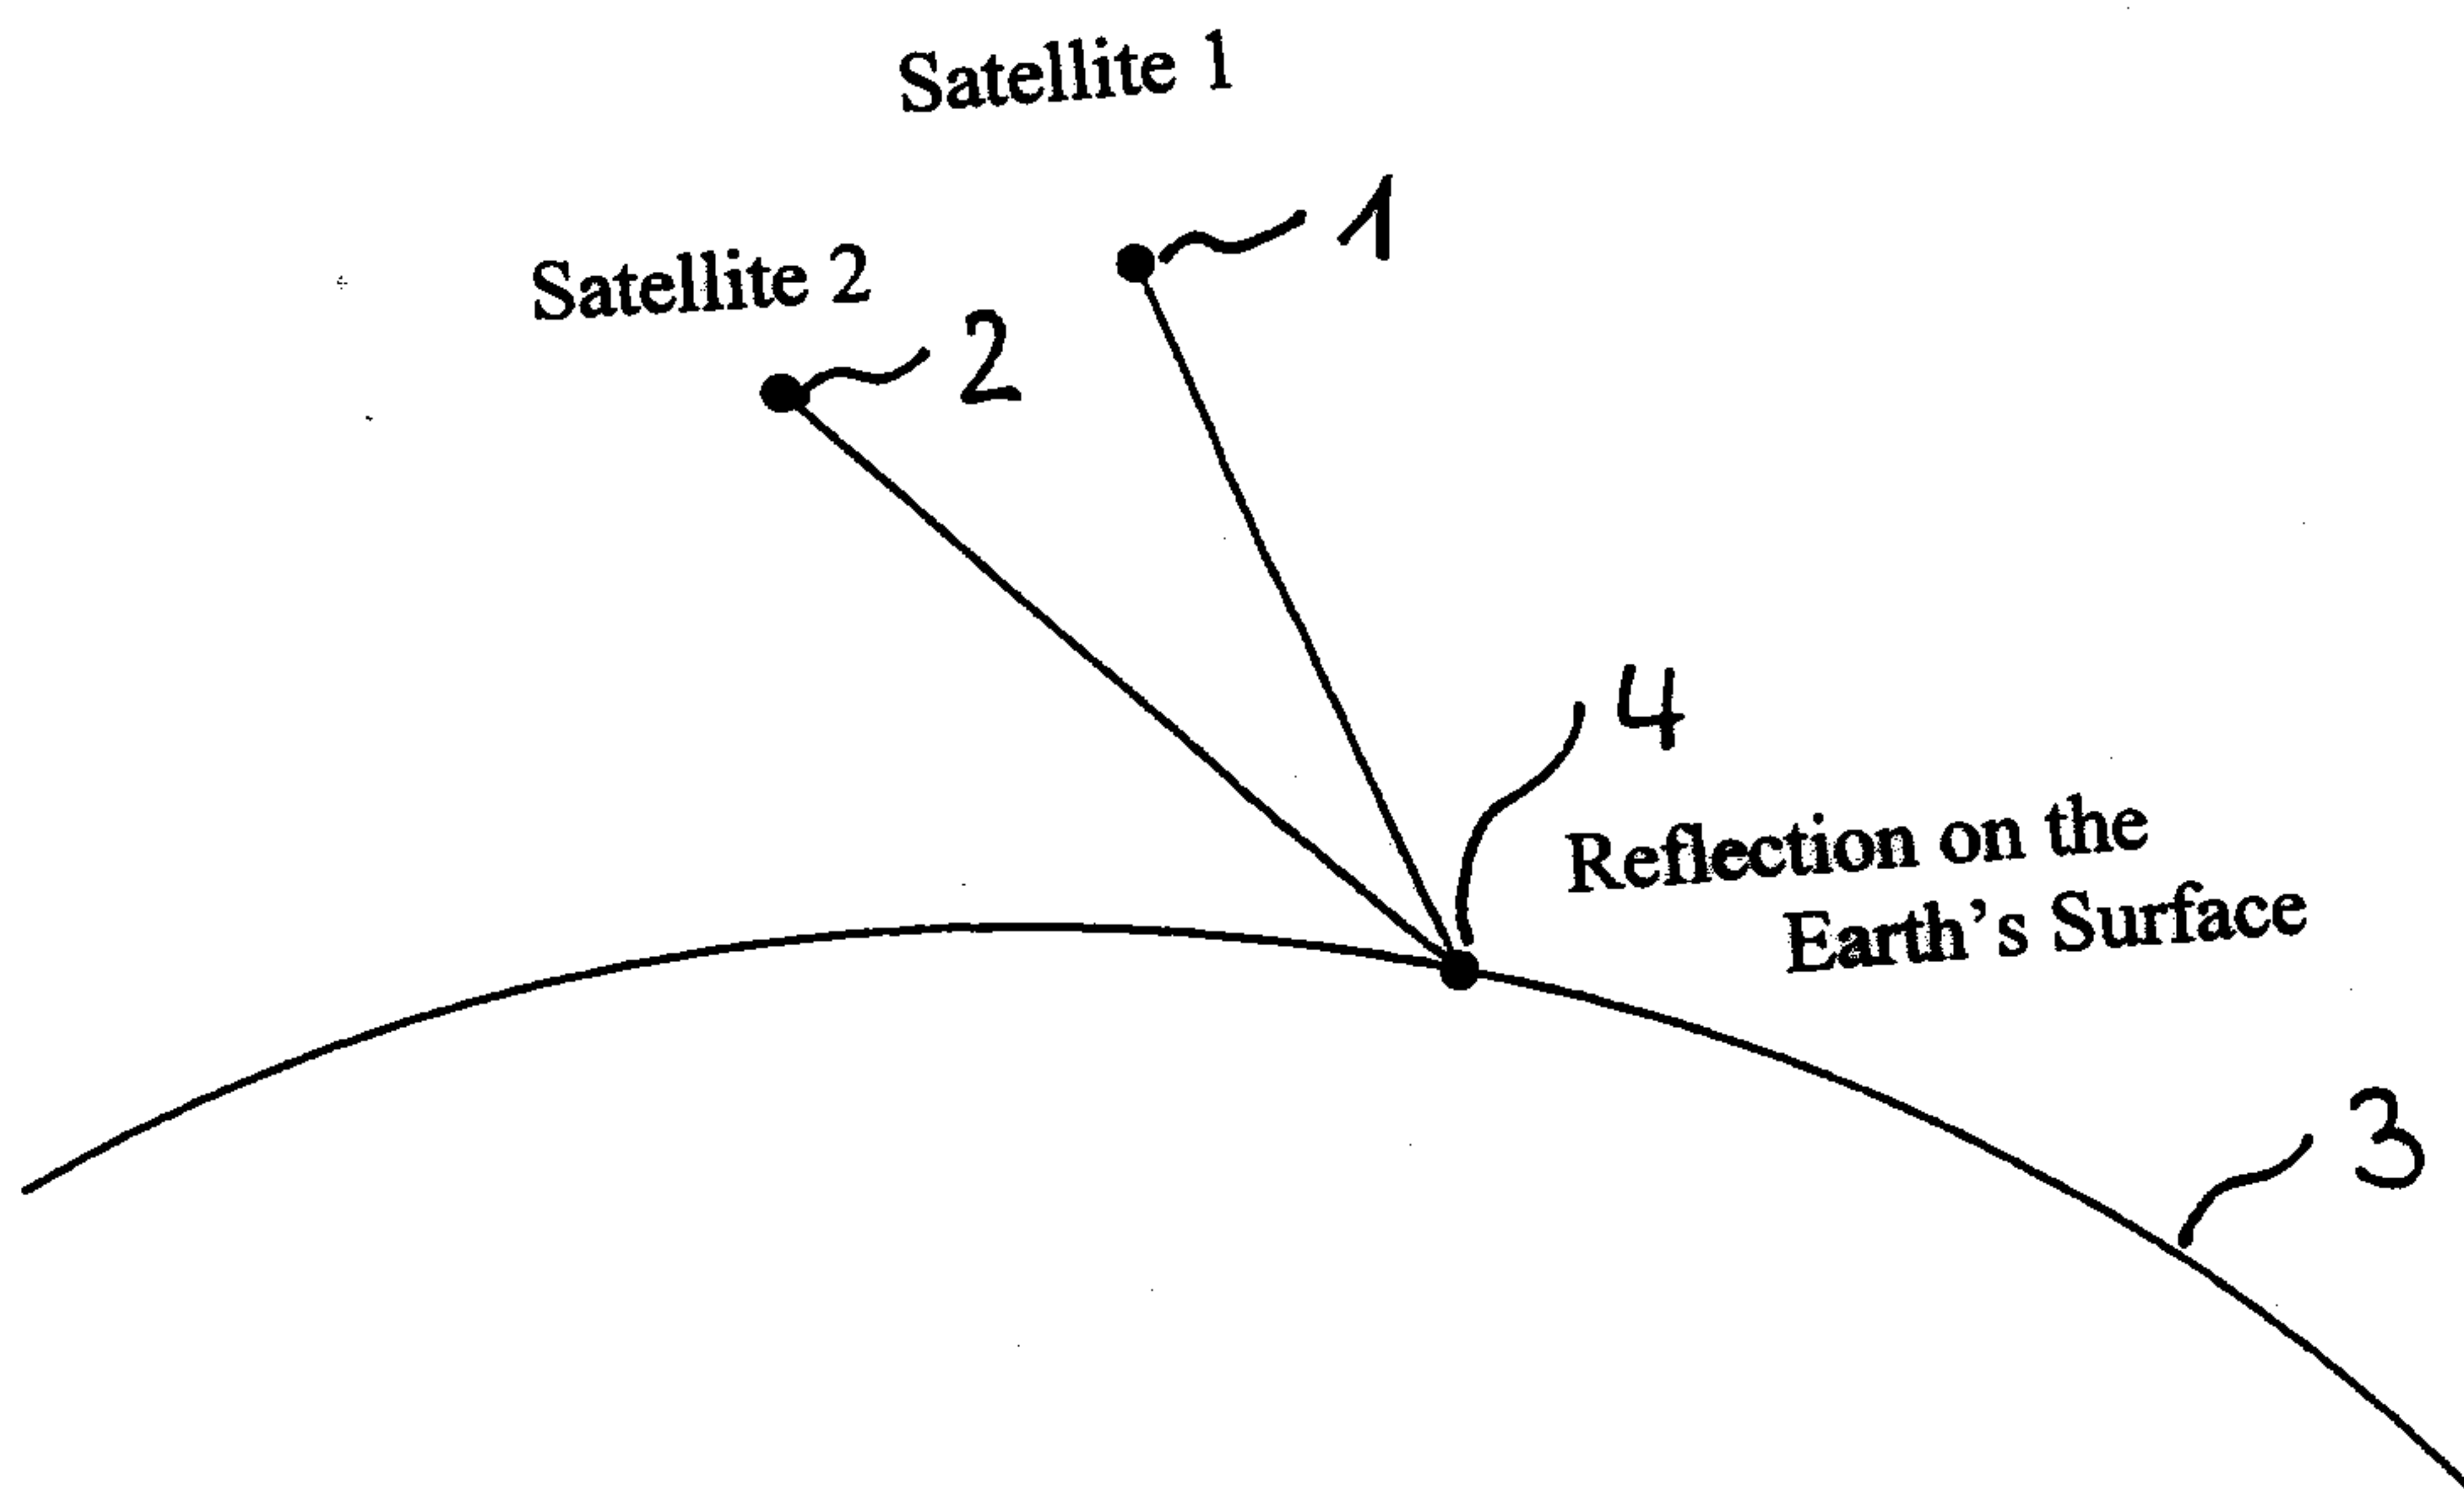 Satellite 1
1
Satellite 2
2
4
Reflection on the
Earth’s Surface
3